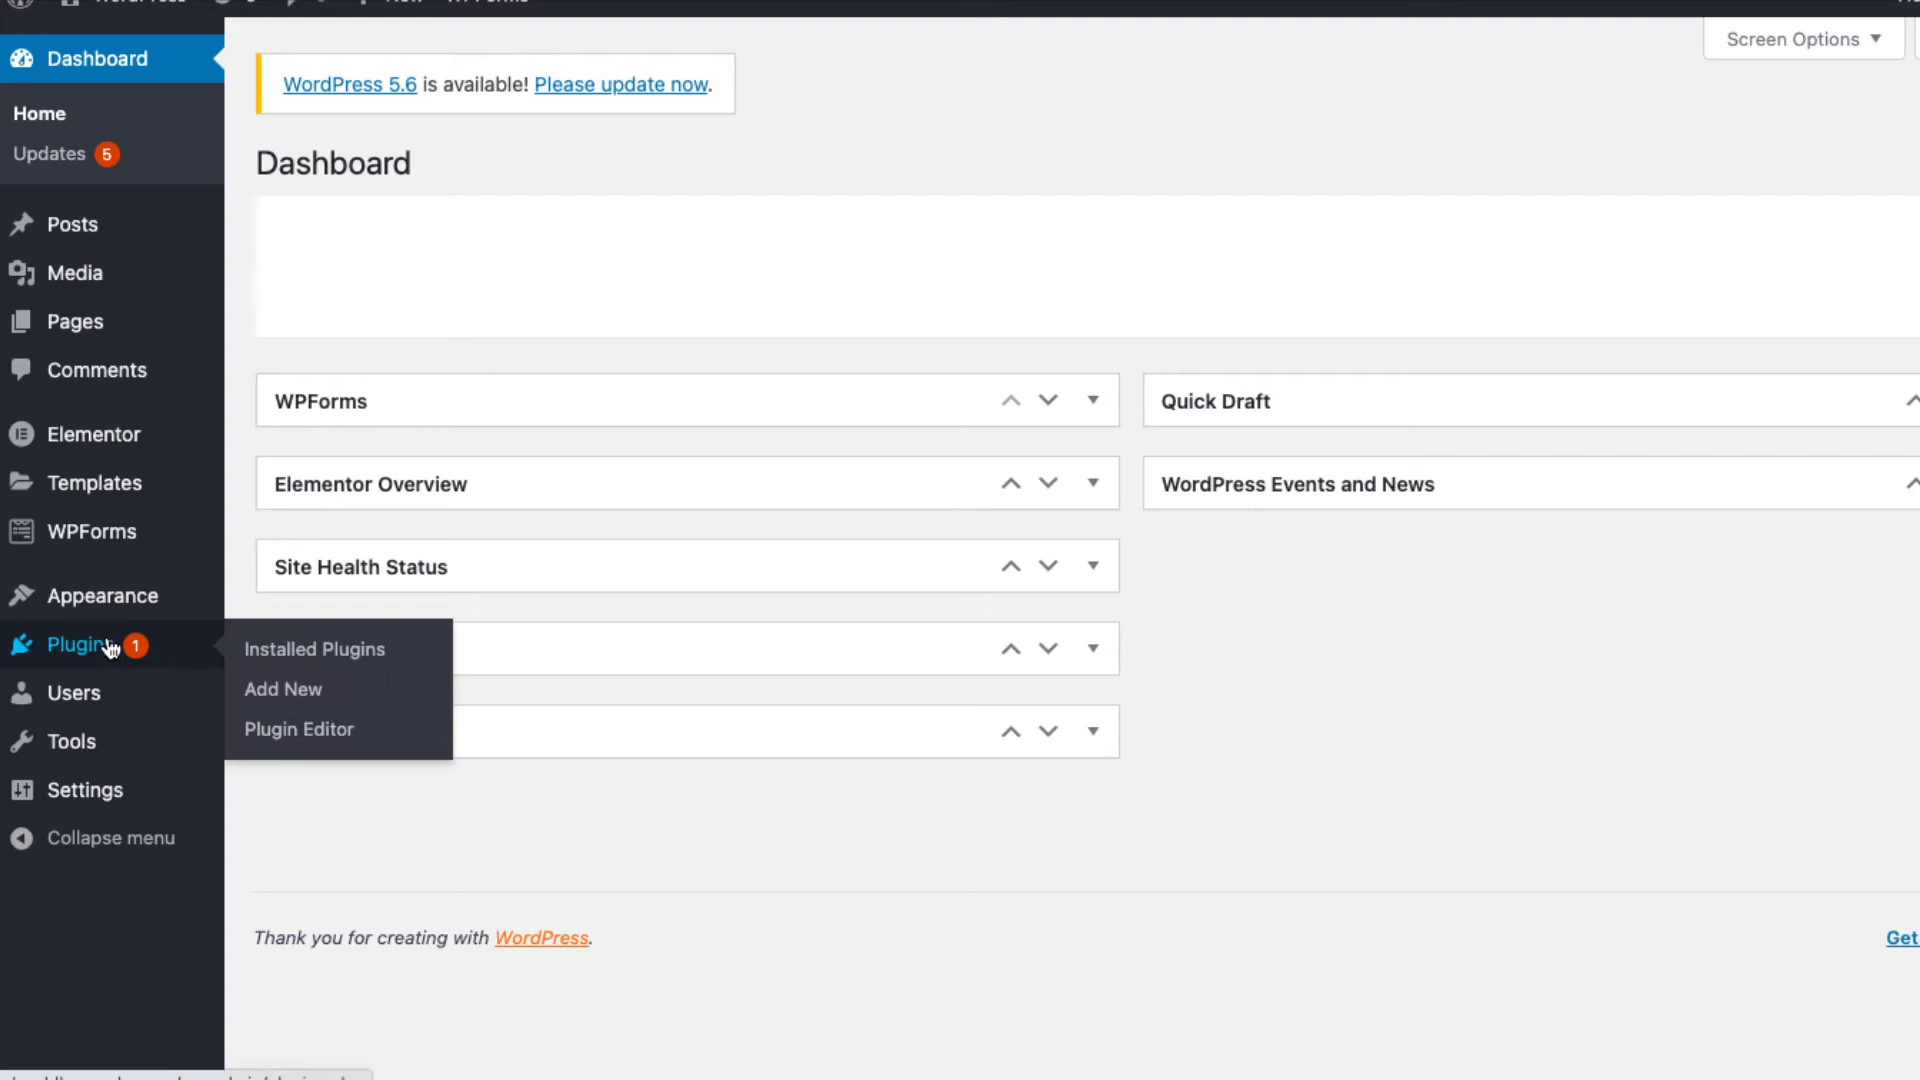 Dashboard
Home
Updates 5
Posts
Media
Pages
Comments
Elementor
Templates
WPForms
Appearance
Plugin 1
Users
Tools
Settings
Collapse menu
Installed Plugins
Add New
Plugin Editor
Screen Options
WordPress 5.6 is available! Please update now.
Dashboard
WPForms
Elementor Overview
Site Health Status
Quick Draft
WordPress Events and News
Thank you for creating with WordPress.
Get